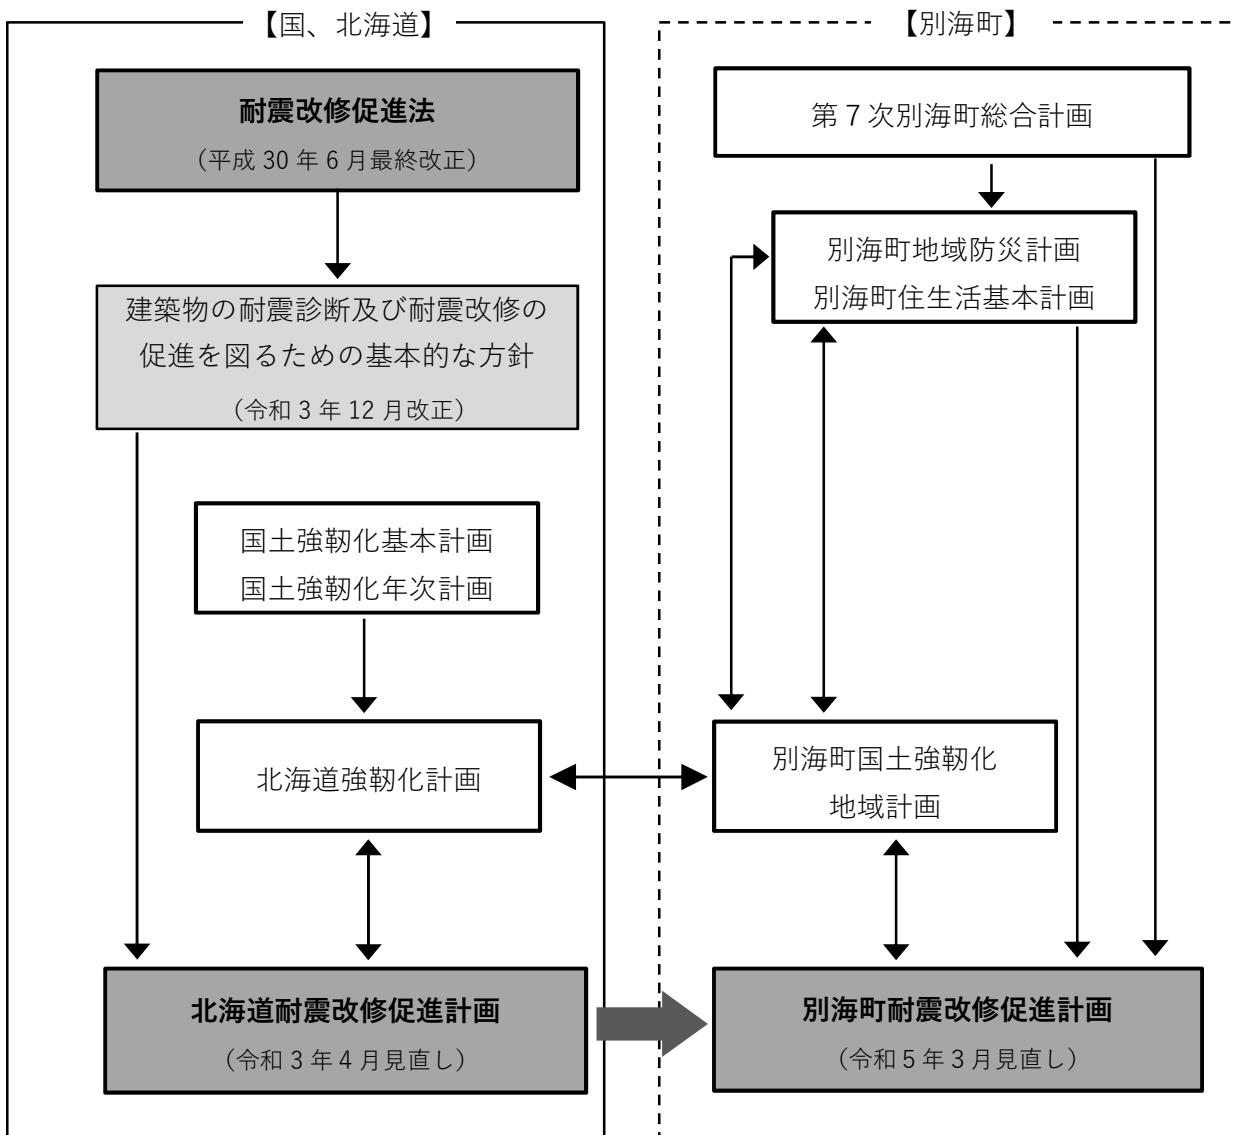 【国、北海道】
耐震改修促進法
（平成 30 年 6 月最終改正）
建築物の耐震診断及び耐震改修の
促進を図るための基本的な方針
（令和 3 年 12 月改正）
国土強靭化基本計画
国土強靭化年次計画
北海道強靭化計画
北海道耐震改修促進計画
（令和 3 年 4 月見直し）
【別海町】
第 7 次別海町総合計画
別海町地域防災計画
別海町住生活基本計画
別海町国土強靭化
地域計画
別海町耐震改修促進計画
（令和 5 年 3 月見直し）